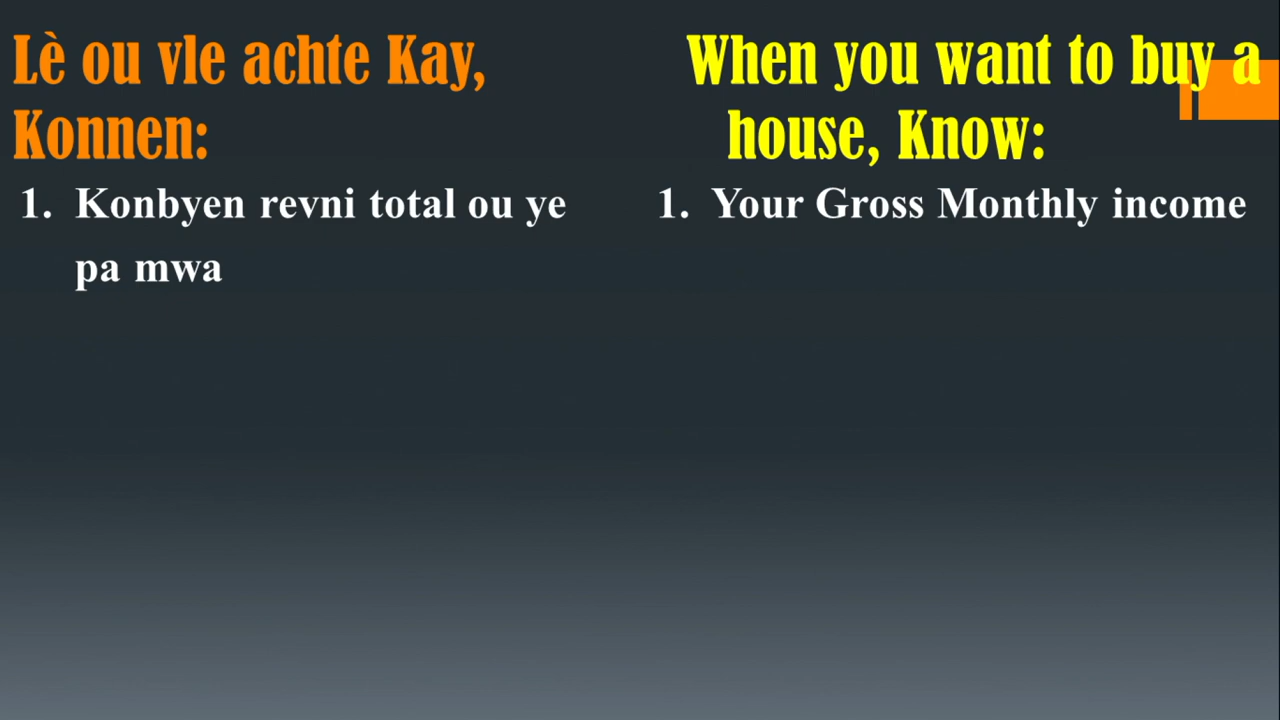 Lè ou vle achte Kay,
Konnen:
1. Konbyen revni total ou ye
pa mwa
When you want to buy a
house, Know:
1. Your Gross Monthly income